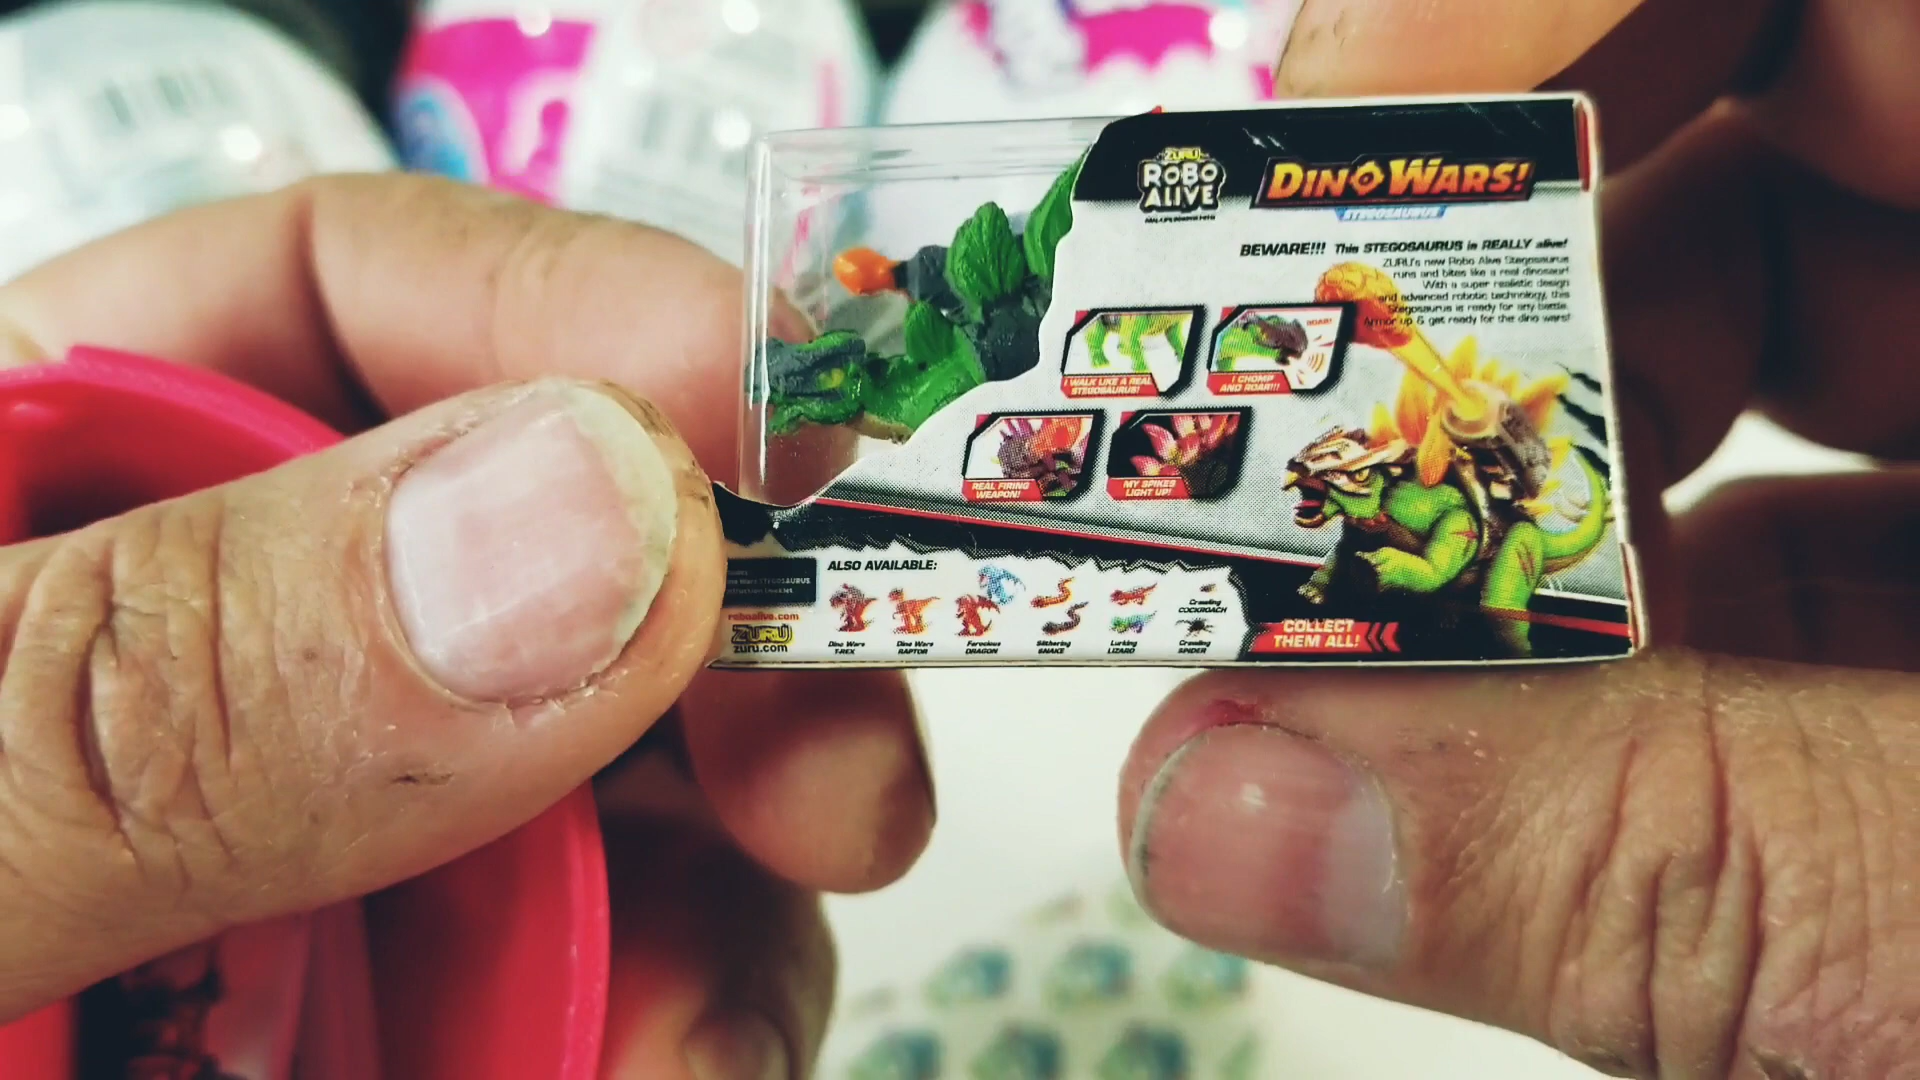 ZURU
ROBO
ALIVE
DINO WARS!
STEGOSAURUS
BEWARE!!! This STEGOSAURUS is REALLY alive!
ZURU's new Robo Alive Stegosaurus
runs and bites like a real dinosaur!
With a super realistic design
and advanced robotic technology, this
Stegosaurus is ready for any battle.
Armor up & get ready for the dino wars!
ROAR!
I WALK LIKE A REAL
STEGOSAURUS!
I CHOMP
AND ROAR!!!
REAL FIRING
WEAPON!
MY SPIKES
LIGHT UP!
ALSO AVAILABLE:
Dino Wars
T-REX
Dino Wars
RAPTOR
Ferocious
DRAGON
Slithering
SNAKE
Lurking
LIZARD
Crawling
COCKROACH
Crawling
SPIDER
Wars STEGOSAURUS
roboalive.com
ZURU
zuru.com
COLLECT
THEM ALL!